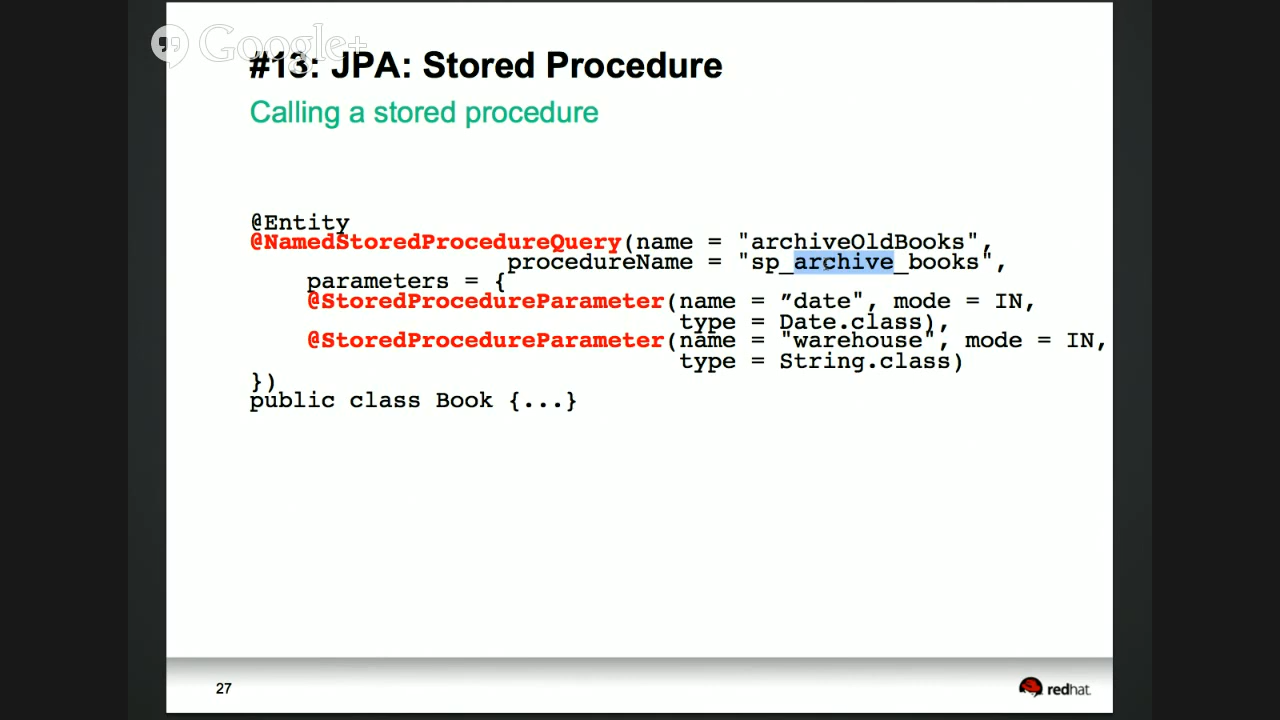 Google+
#13: JPA: Stored Procedure
Calling a stored procedure
@Entity
@NamedStoredProcedureQuery(name = "archiveOldBooks",
procedureName = "sp_archive_books",
parameters = {
@StoredProcedureParameter(name = ”date", mode = IN,
type = Date.class),
@StoredProcedureParameter(name = "warehouse", mode = IN,
type = String.class)
})
public class Book {...}
27
redhat.